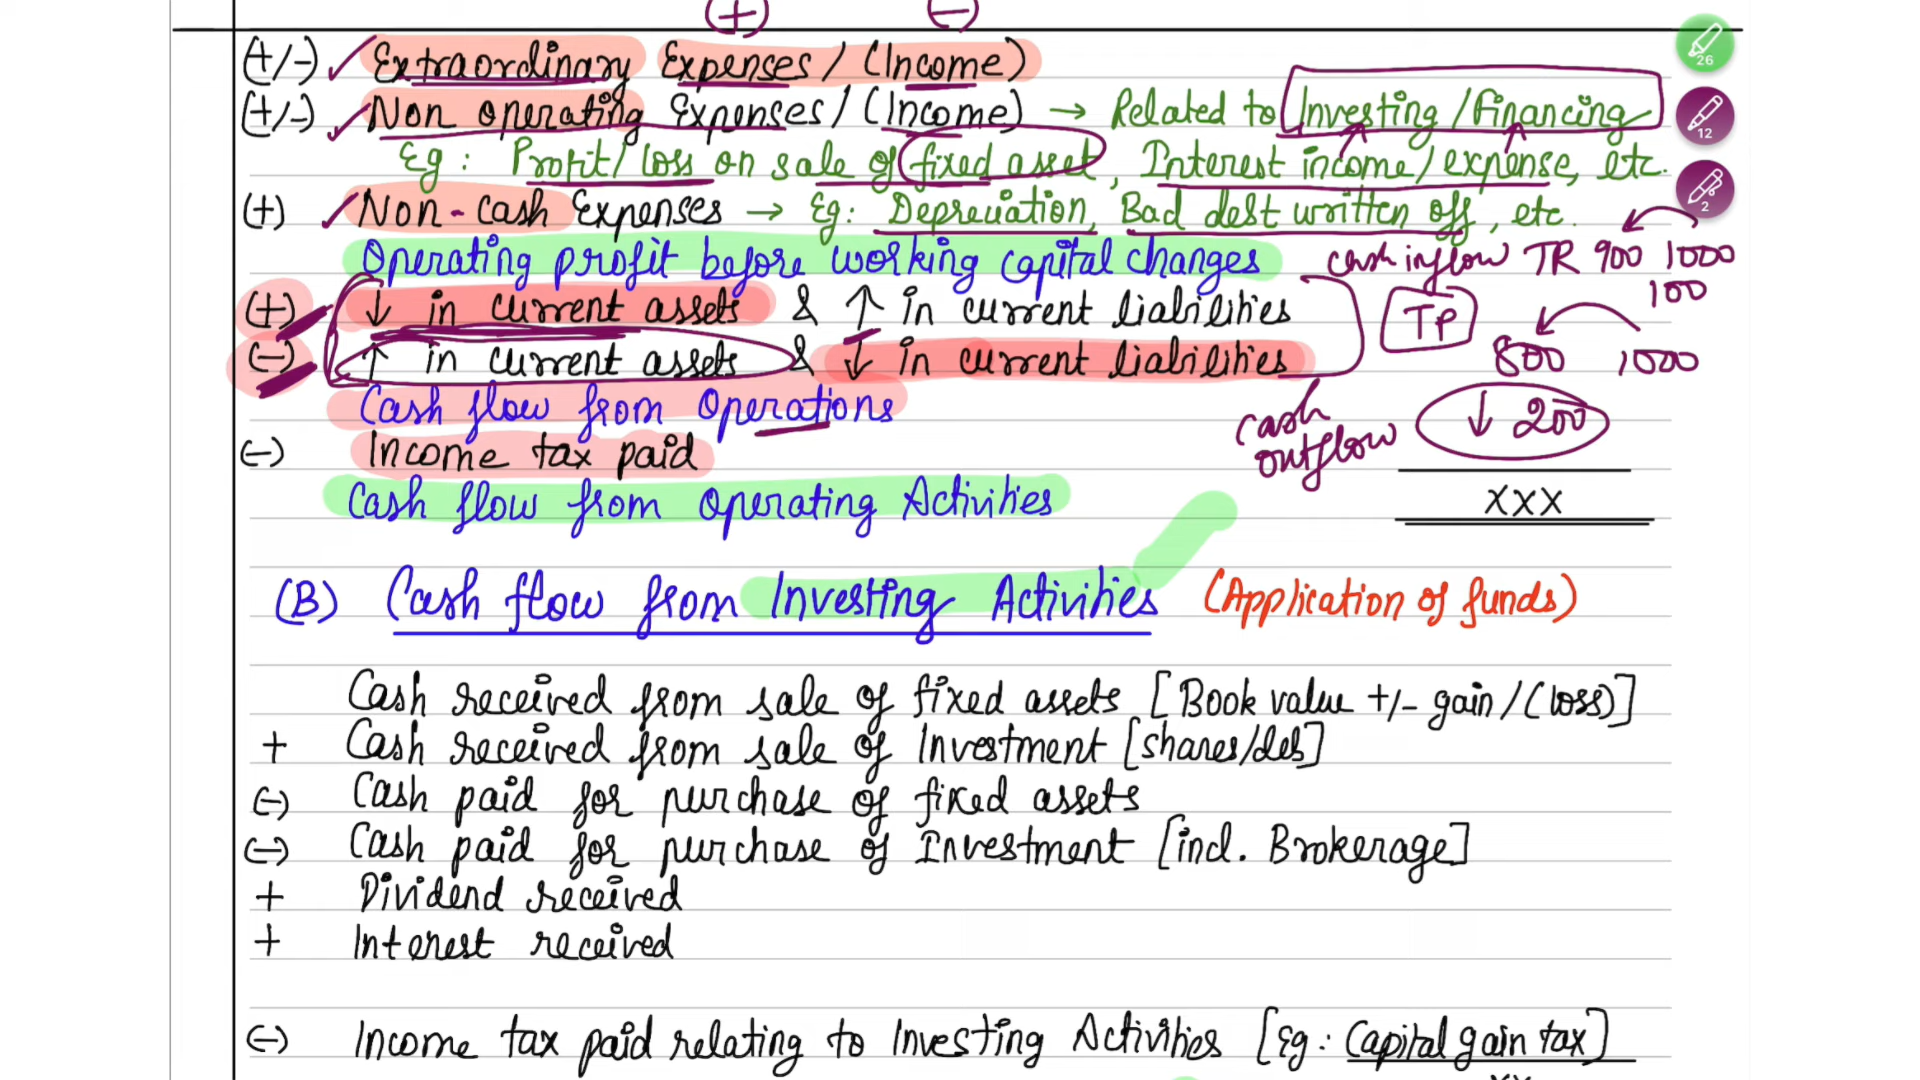 (+) (-)
(+/-) ✓ Extraordinary Expenses / (Income)
(+/-) ✓ Non operating Expenses / (Income) → Related to Investing / Financing
Eg : Profit/loss on sale of fixed asset, Interest income/expense, etc.
(+) ✓ Non-cash Expenses → Eg: Depreciation, Bad debt written off, etc.
Operating profit before working capital changes cash inflow TR 900 1000
100
(+) ↓ in current assets & ↑ in current liabilities TP
(-) ↑ in current assets & ↓ in current liabilities 800 1000
Cash flow from Operations cash outflow ↓ 200
(-) Income tax paid
Cash flow from Operating Activities XXX
(B) Cash flow from Investing Activities (Application of funds)
Cash received from sale of fixed assets [Book value +/- gain/(loss)]
+ Cash received from sale of Investment [shares/deb]
(-) Cash paid for purchase of fixed assets
(-) Cash paid for purchase of Investment [incl. Brokerage]
+ Dividend received
+ Interest received
(-) Income tax paid relating to Investing Activities [Eg : Capital gain tax]
26
12
2